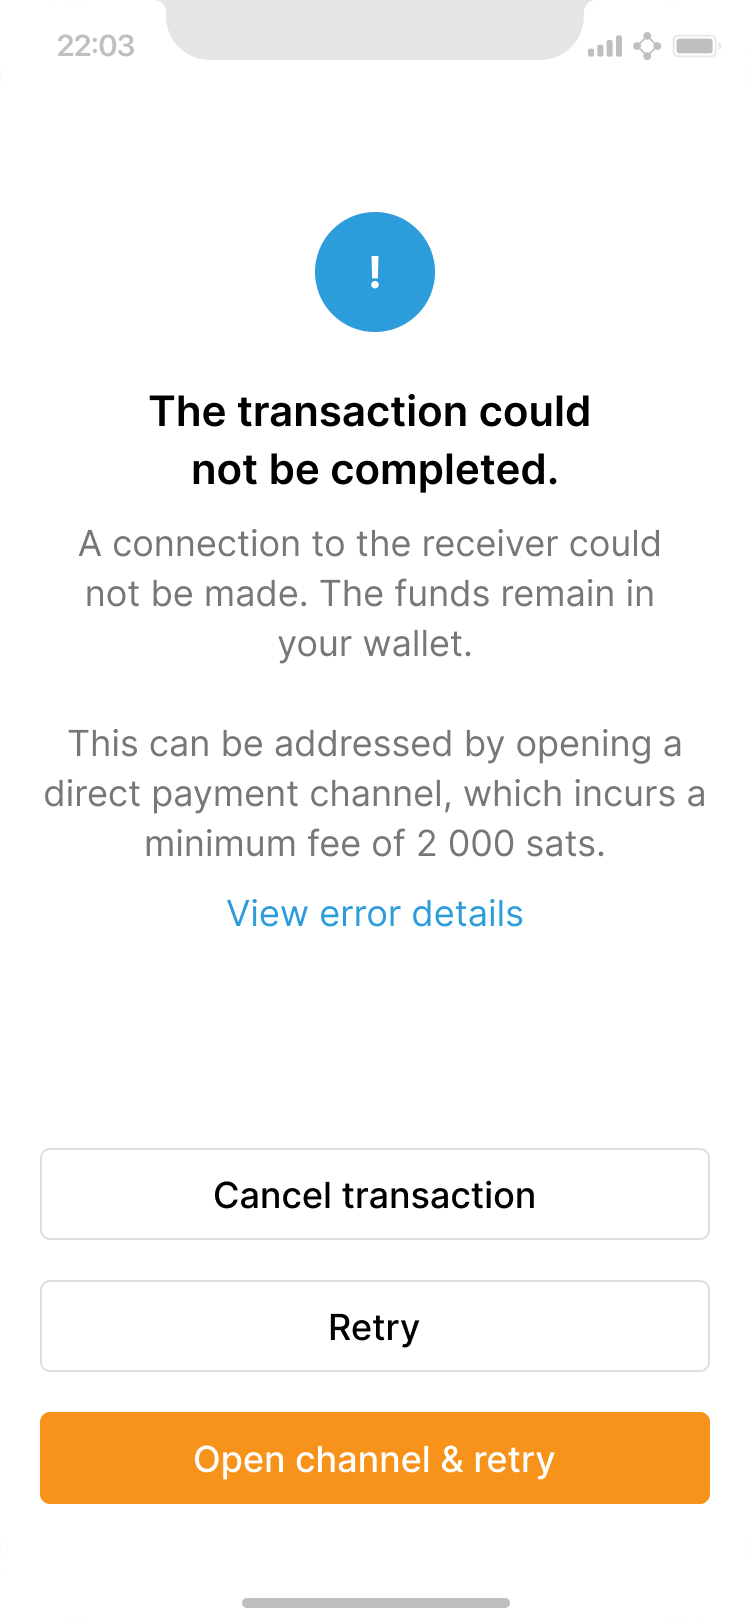 22:03
!
The transaction could
not be completed.
A connection to the receiver could
not be made. The funds remain in
your wallet.
This can be addressed by opening a
direct payment channel, which incurs a
minimum fee of 2 000 sats.
View error details
Cancel transaction
Retry
Open channel & retry